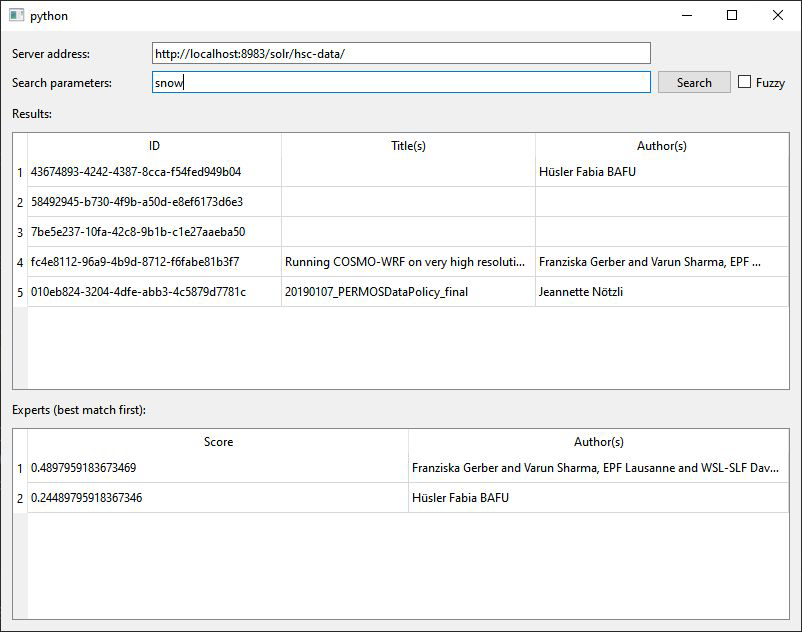 python
Server address: http://localhost:8983/solr/hsc-data/
Search parameters: snow Search Fuzzy
Results:
ID Title(s) Author(s)
1 43674893-4242-4387-8cca-f54fed949b04 Hüsler Fabia BAFU
2 58492945-b730-4f9b-a50d-e8ef6173d6e3
3 7be5e237-10fa-42c8-9b1b-c1e27aaeba50
4 fc4e8112-96a9-4b9d-8712-f6fabe81b3f7 Running COSMO-WRF on very high resoluti... Franziska Gerber and Varun Sharma, EPF ...
5 010eb824-3204-4dfe-abb3-4c5879d7781c 20190107_PERMOSDataPolicy_final Jeannette Nötzli
Experts (best match first):
Score Author(s)
1 0.4897959183673469 Franziska Gerber and Varun Sharma, EPF Lausanne and WSL-SLF Dav...
2 0.24489795918367346 Hüsler Fabia BAFU